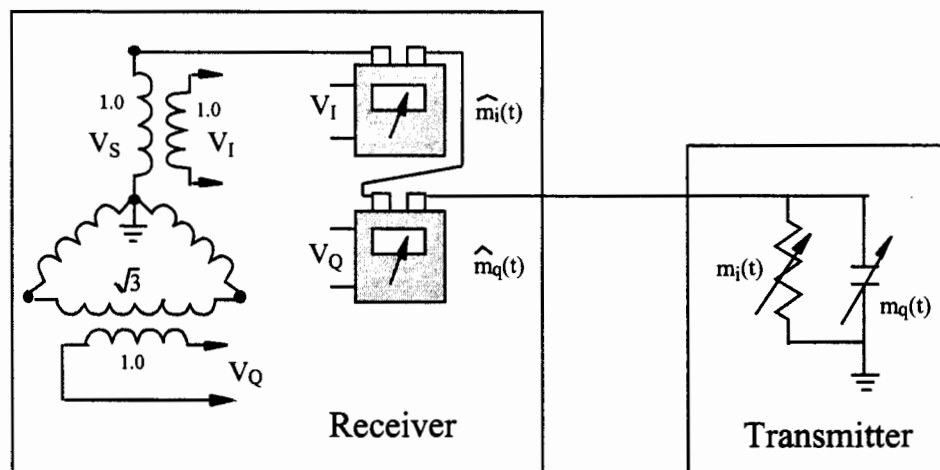 1.0
V_S
1.0
V_I
√3
1.0
V_Q
V_I
m̂_i(t)
V_Q
m̂_q(t)
Receiver
m_i(t)
m_q(t)
Transmitter